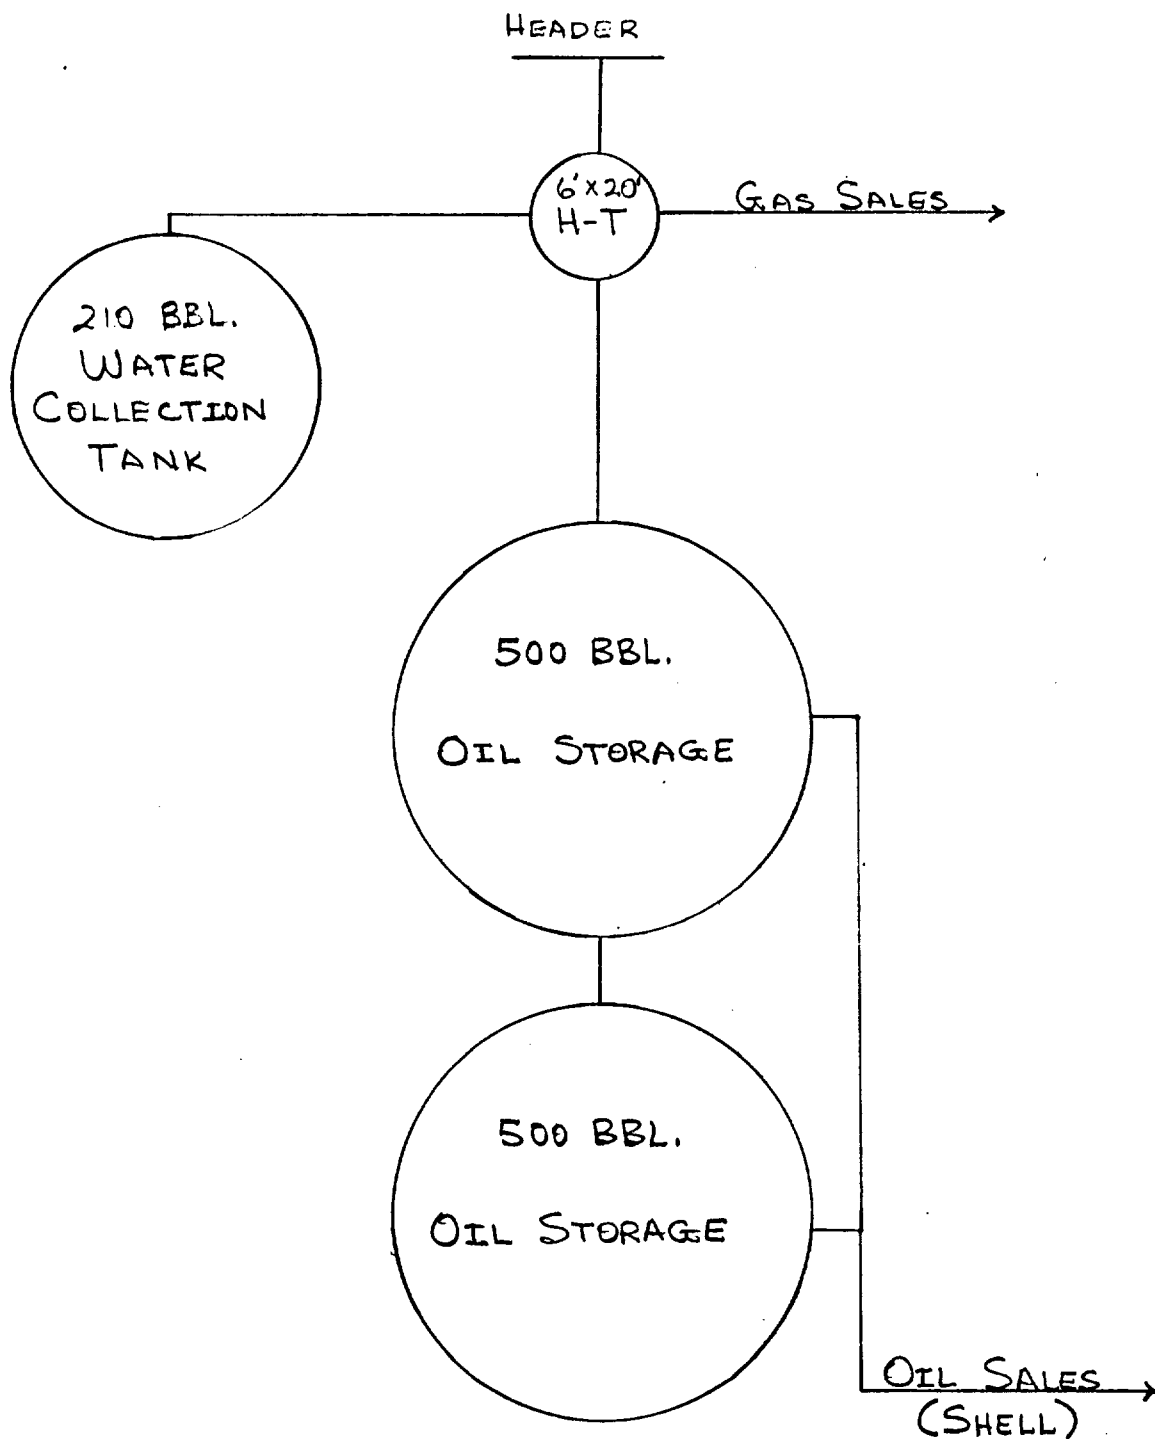 HEADER
6'x20'
H-T
GAS SALES
210 BBL.
WATER
COLLECTION
TANK
500 BBL.
OIL STORAGE
500 BBL.
OIL STORAGE
OIL SALES
(SHELL)